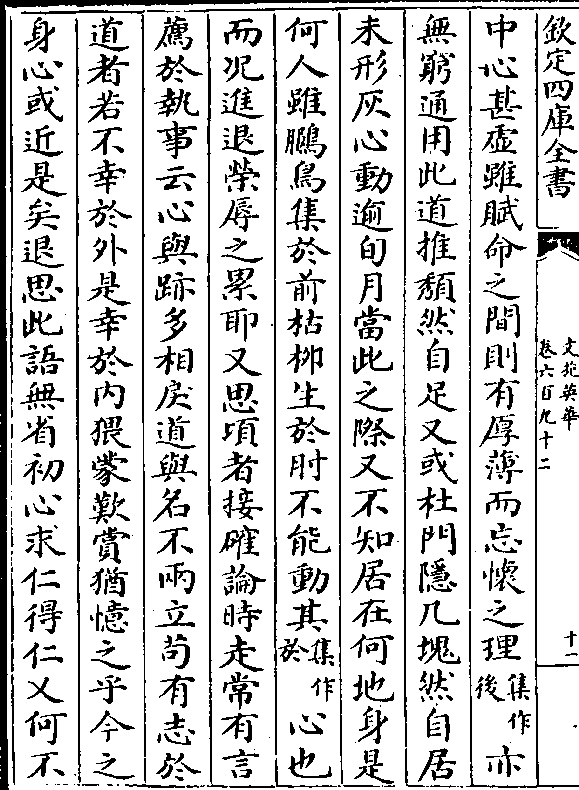 欽定四庫全書
文苑英華
卷六百九十二
十二
中心甚虛雖賦命之間則有厚薄而忘懷之理集作後亦
無窮通用此道推頽然自足又或杜門隱几塊然自居
未形灰心動逾旬月當此之際又不知居在何地身是
何人雖鵩鳥集於前枯柳生於肘不能動其集作於心也
而况進退榮辱之累耶又思頃者接確論時走常有言
薦於執事云心與跡多相戾道與名不兩立苟有志於
道者若不幸於外是幸於内猥蒙歎賞猶憶之乎今之
身心或近是矣退思此語無省初心求仁得仁又何不